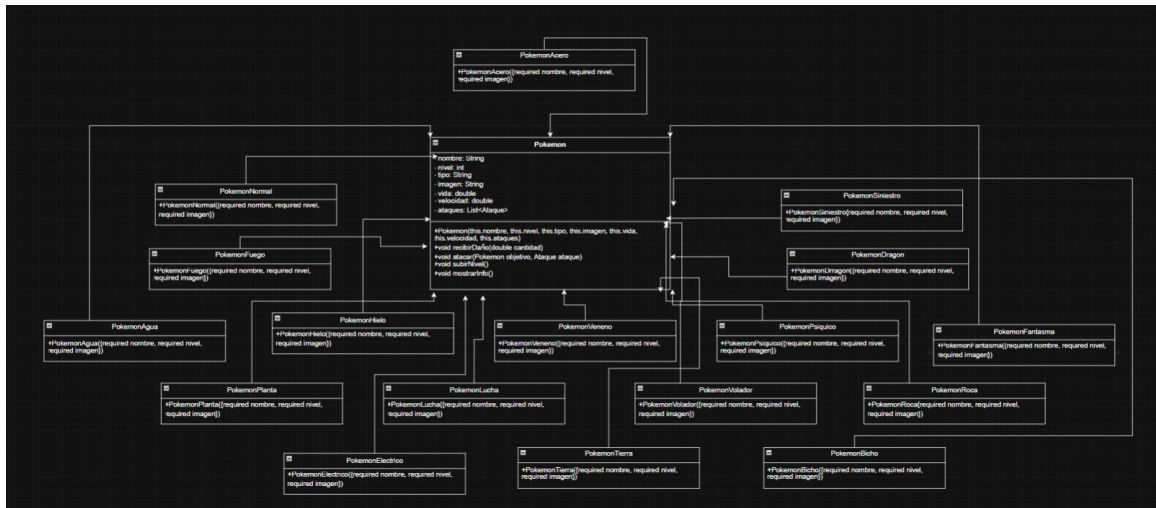 PokemonAcero
+PokemonAcero({required nombre, required nivel,
required imagen})
Pokemon
- nombre: String
- nivel: int
- tipo: String
- imagen: String
- vida: double
- velocidad: double
- ataques: List<Ataque>
+Pokemon(this.nombre, this.nivel, this.tipo, this.imagen, this.vida,
this.velocidad, this.ataques)
+void recibirDaño(double cantidad)
+void atacar(Pokemon objetivo, Ataque ataque)
+void subirNivel()
+void mostrarInfo()
PokemonNormal
+PokemonNormal({required nombre, required nivel,
required imagen})
PokemonSiniestro
+PokemonSiniestro(required nombre, required nivel,
required imagen})
PokemonFuego
+PokemonFuego({required nombre, required nivel,
required imagen})
PokemonDragon
+PokemonDrragon({required nombre, required nivel,
required imagen})
PokemonAgua
+PokemonAgua({required nombre, required nivel,
required imagen})
PokemonHielo
+PokemonHielo({required nombre, required nivel,
required imagen})
PokemonVeneno
+PokemonVeneno({required nombre, required nivel,
required imagen})
PokemonPsiquico
+PokemonPsiquico({required nombre, required nivel,
required imagen})
PokemonFantasma
+PokemonFantasma({required nombre, required nivel,
required imagen})
PokemonPlanta
+PokemonPlanta({required nombre, required nivel,
required imagen})
PokemonLucha
+PokemonLucha({required nombre, required nivel,
required imagen})
PokemonVolador
+PokemonVolador({required nombre, required nivel,
required imagen})
PokemonRoca
+PokemonRoca({required nombre, required nivel,
required imagen})
PokemonElectrico
+PokemonElectrico({required nombre, required nivel,
required imagen})
PokemonTierra
+PokemonTierra({required nombre, required nivel,
required imagen})
PokemonBicho
+PokemonBicho({required nombre, required nivel,
required imagen})